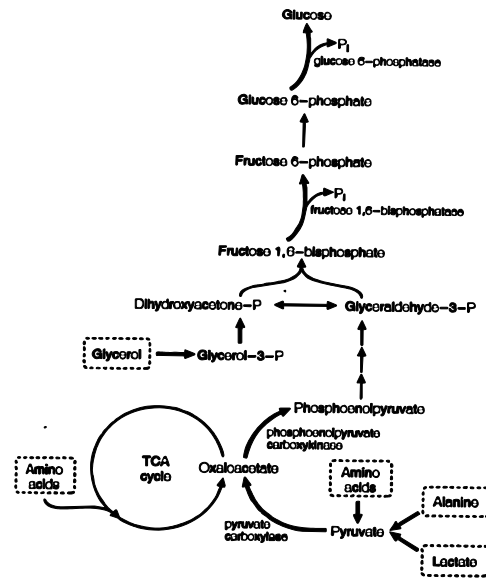 Glucose
Pi
glucose 6-phosphatase
Glucose 6-phosphate
Fructose 6-phosphate
Pi
fructose 1,6-bisphosphatase
Fructose 1,6-bisphosphate
Dihydroxyacetone-P
Glyceraldehyde-3-P
Glycerol
Glycerol-3-P
Phosphoenolpyruvate
phosphoenolpyruvate
carboxykinase
TCA
cycle
Oxaloacetate
Amino
acids
Amino
acids
pyruvate
carboxylase
Pyruvate
Alanine
Lactate